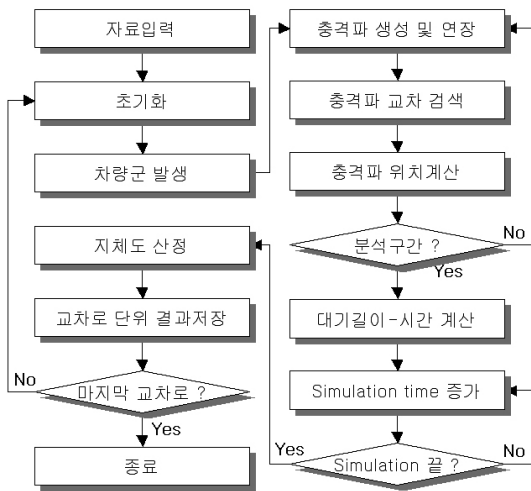 자료입력
초기화
차량군 발생
충격파 생성 및 연장
충격파 교차 검색
충격파 위치계산
분석구간 ?
No
Yes
대기길이-시간 계산
Simulation time 증가
Simulation 끝 ?
Yes
No
지체도 산정
교차로 단위 결과저장
마지막 교차로 ?
No
Yes
종료